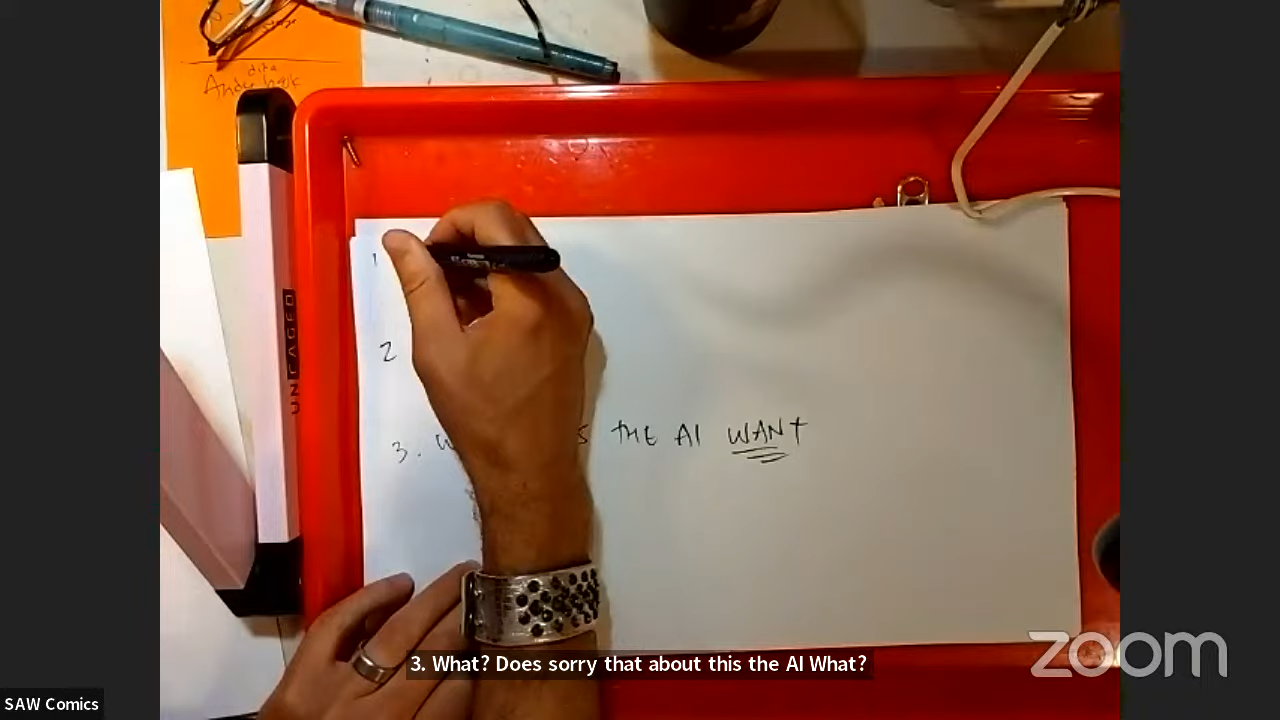 dite
UNCAGED
1
2
3. W S THE AI WANT
3. What? Does sorry that about this the AI What?
zoom
SAW Comics